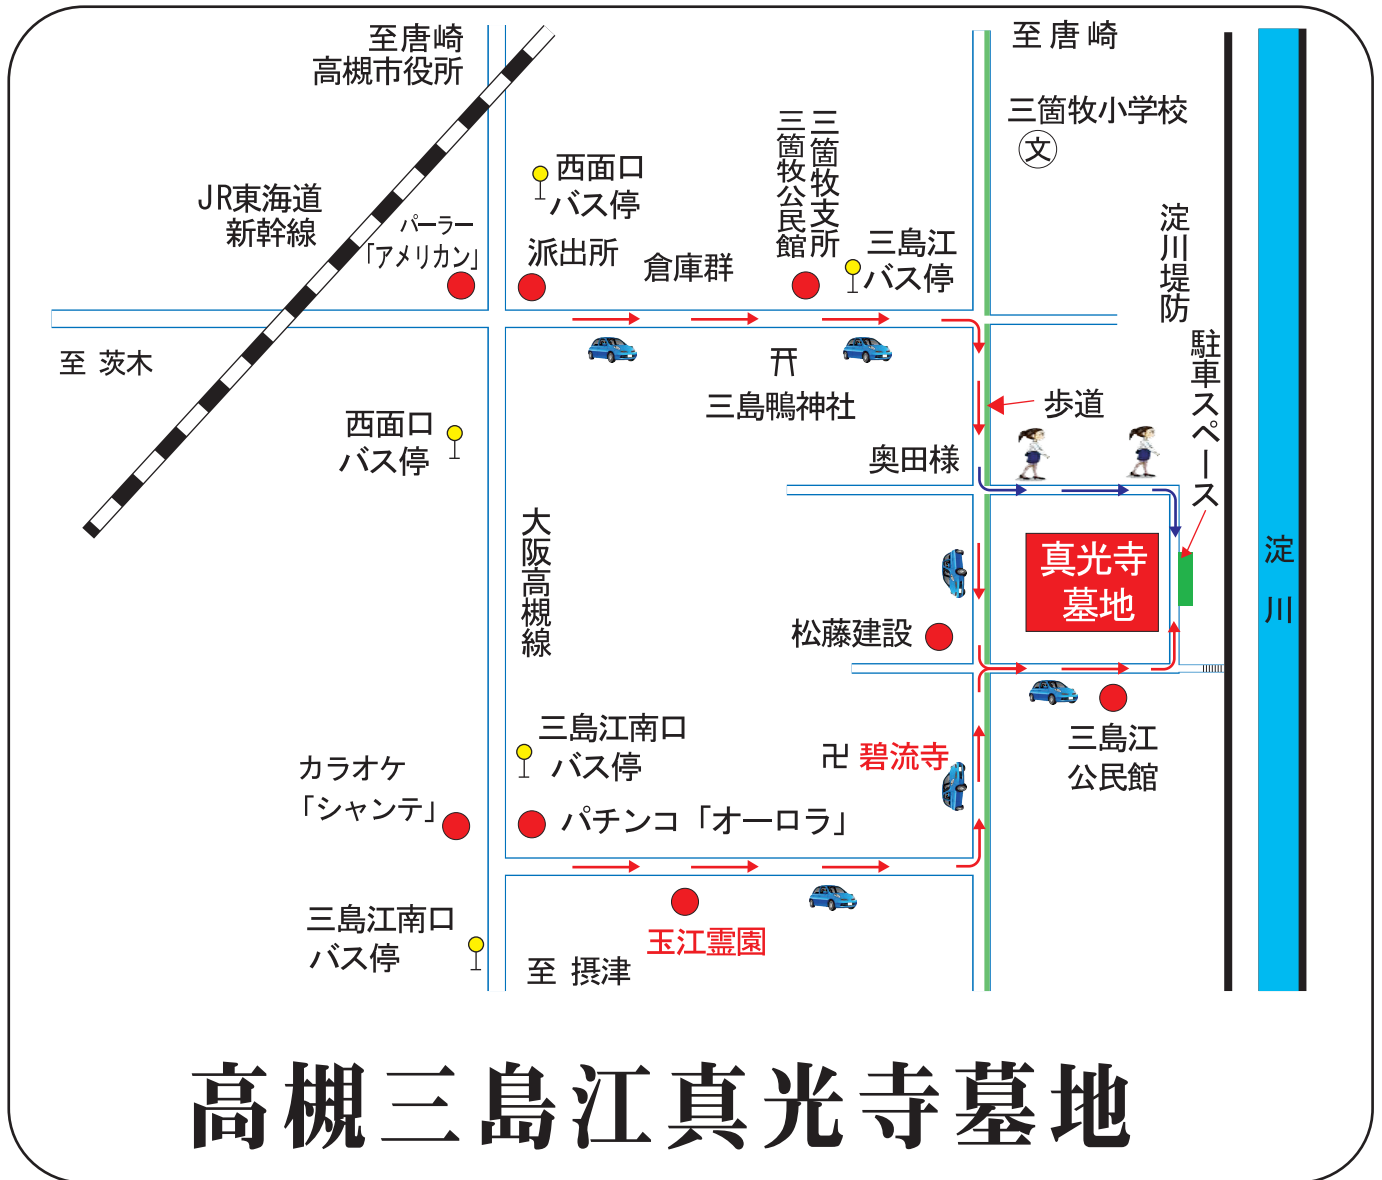 至唐崎
高槻市役所
至唐崎
三箇牧小学校
文
JR東海道
新幹線
パーラー
「アメリカン」
西面口
バス停
派出所
倉庫群
三箇牧支所
三箇牧公民館
三島江
バス停
淀川堤防
駐車スペース
至 茨木
三島鴨神社
歩道
西面口
バス停
奥田様
大阪高槻線
真光寺
墓地
淀川
松藤建設
三島江南口
バス停
卍 碧流寺
三島江
公民館
カラオケ
「シャンテ」
パチンコ「オーロラ」
三島江南口
バス停
玉江霊園
至 摂津
高槻三島江真光寺墓地